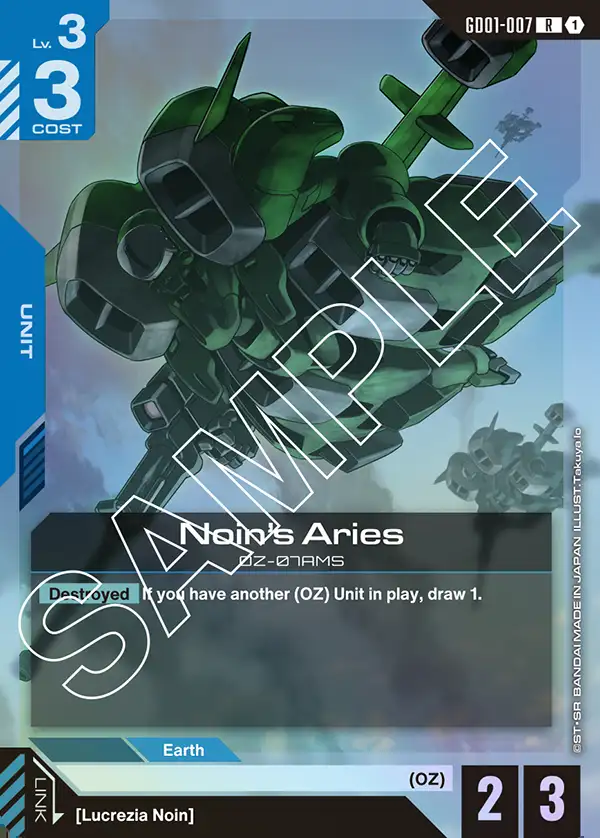 GD01-007 R 1
Lv. 3
3
COST
UNIT
SAMPLE
Noin's Aries
OZ-07AMS
Destroyed If you have another (OZ) Unit in play, draw 1.
©ST・SR BANDAI MADE IN JAPAN ILLUST.Takuya Io
Earth
(OZ)
LINK
[Lucrezia Noin]
2 3